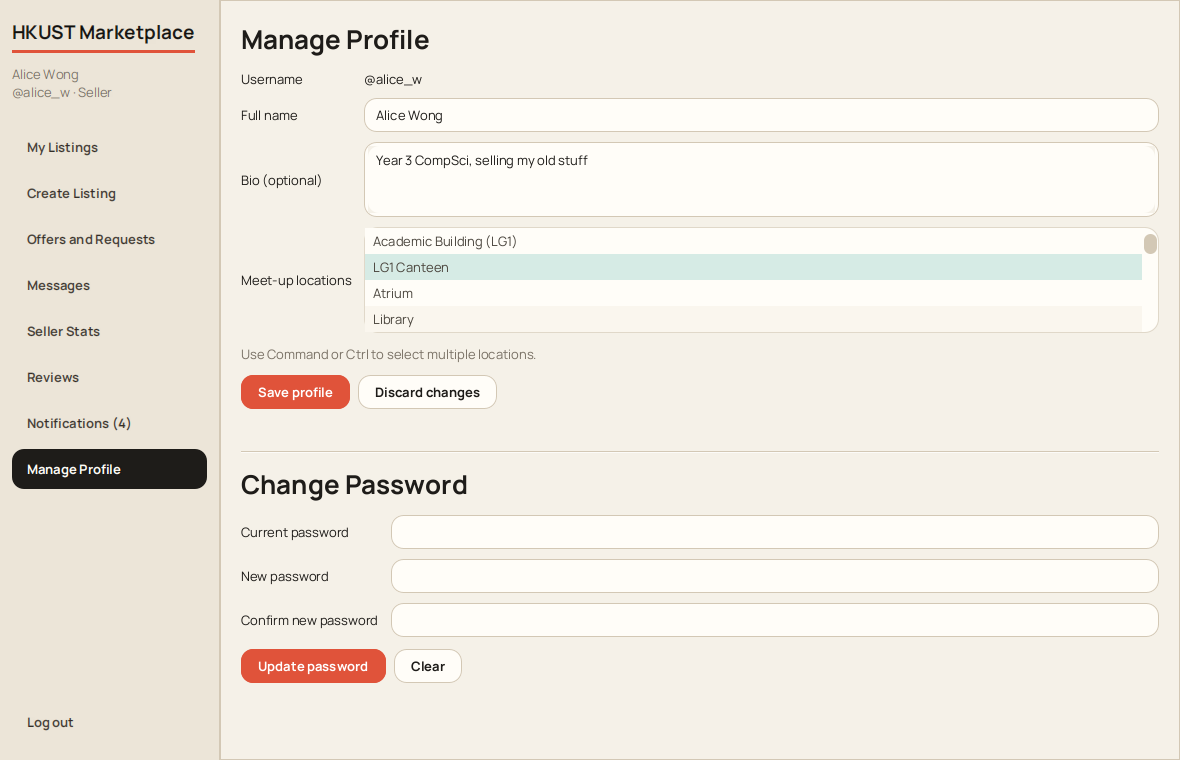 HKUST Marketplace
Alice Wong
@alice_w · Seller
My Listings
Create Listing
Offers and Requests
Messages
Seller Stats
Reviews
Notifications (4)
Manage Profile
Log out
Manage Profile
Username @alice_w
Full name Alice Wong
Bio (optional) Year 3 CompSci, selling my old stuff
Meet-up locations
Academic Building (LG1)
LG1 Canteen
Atrium
Library
Use Command or Ctrl to select multiple locations.
Save profile Discard changes
Change Password
Current password
New password
Confirm new password
Update password Clear